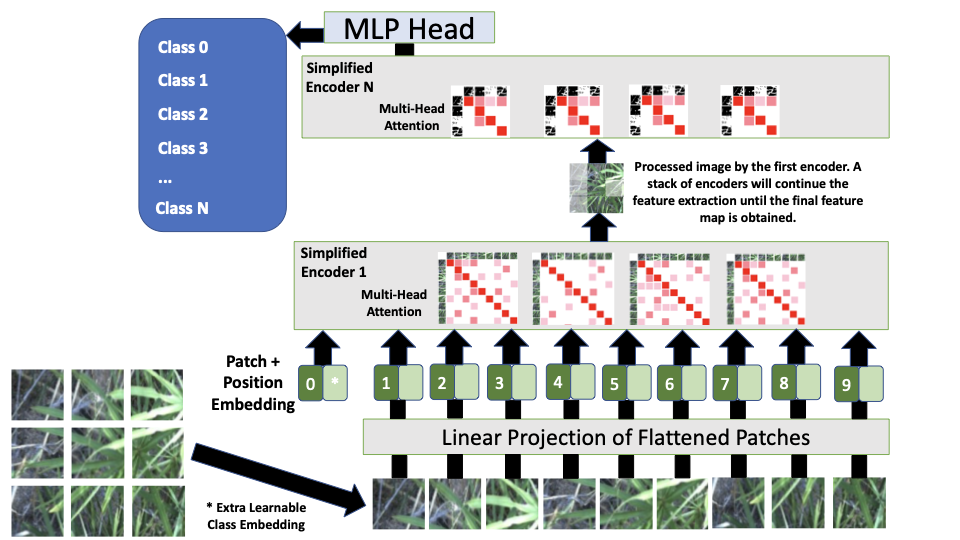 MLP Head
Class 0
Class 1
Class 2
Class 3
...
Class N
Simplified
Encoder N
Multi-Head
Attention
Processed image by the first encoder. A
stack of encoders will continue the
feature extraction until the final feature
map is obtained.
Simplified
Encoder 1
Multi-Head
Attention
Patch +
Position
Embedding
0 * 1 2 3 4 5 6 7 8 9
Linear Projection of Flattened Patches
* Extra Learnable
Class Embedding